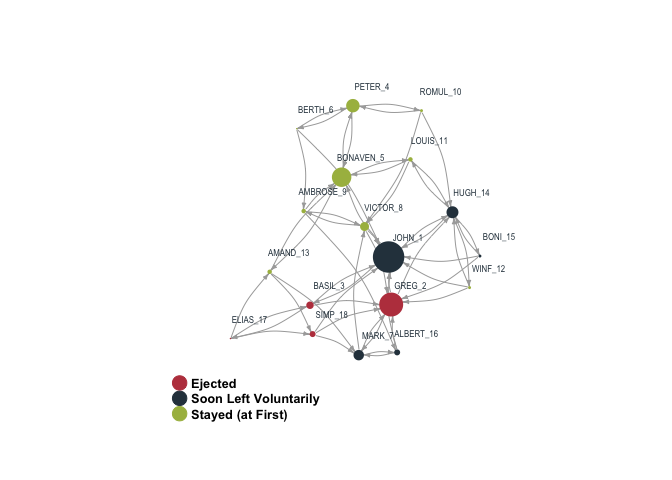 PETER_4
ROMUL_10
BERTH_6
LOUIS_11
BONAVEN_5
AMBROSE_9
HUGH_14
VICTOR_8
JOHN_1
BONI_15
AMAND_13
WINF_12
BASIL_3
GREG_2
SIMP_18
ELIAS_17
MARK_7
ALBERT_16
Ejected
Soon Left Voluntarily
Stayed (at First)